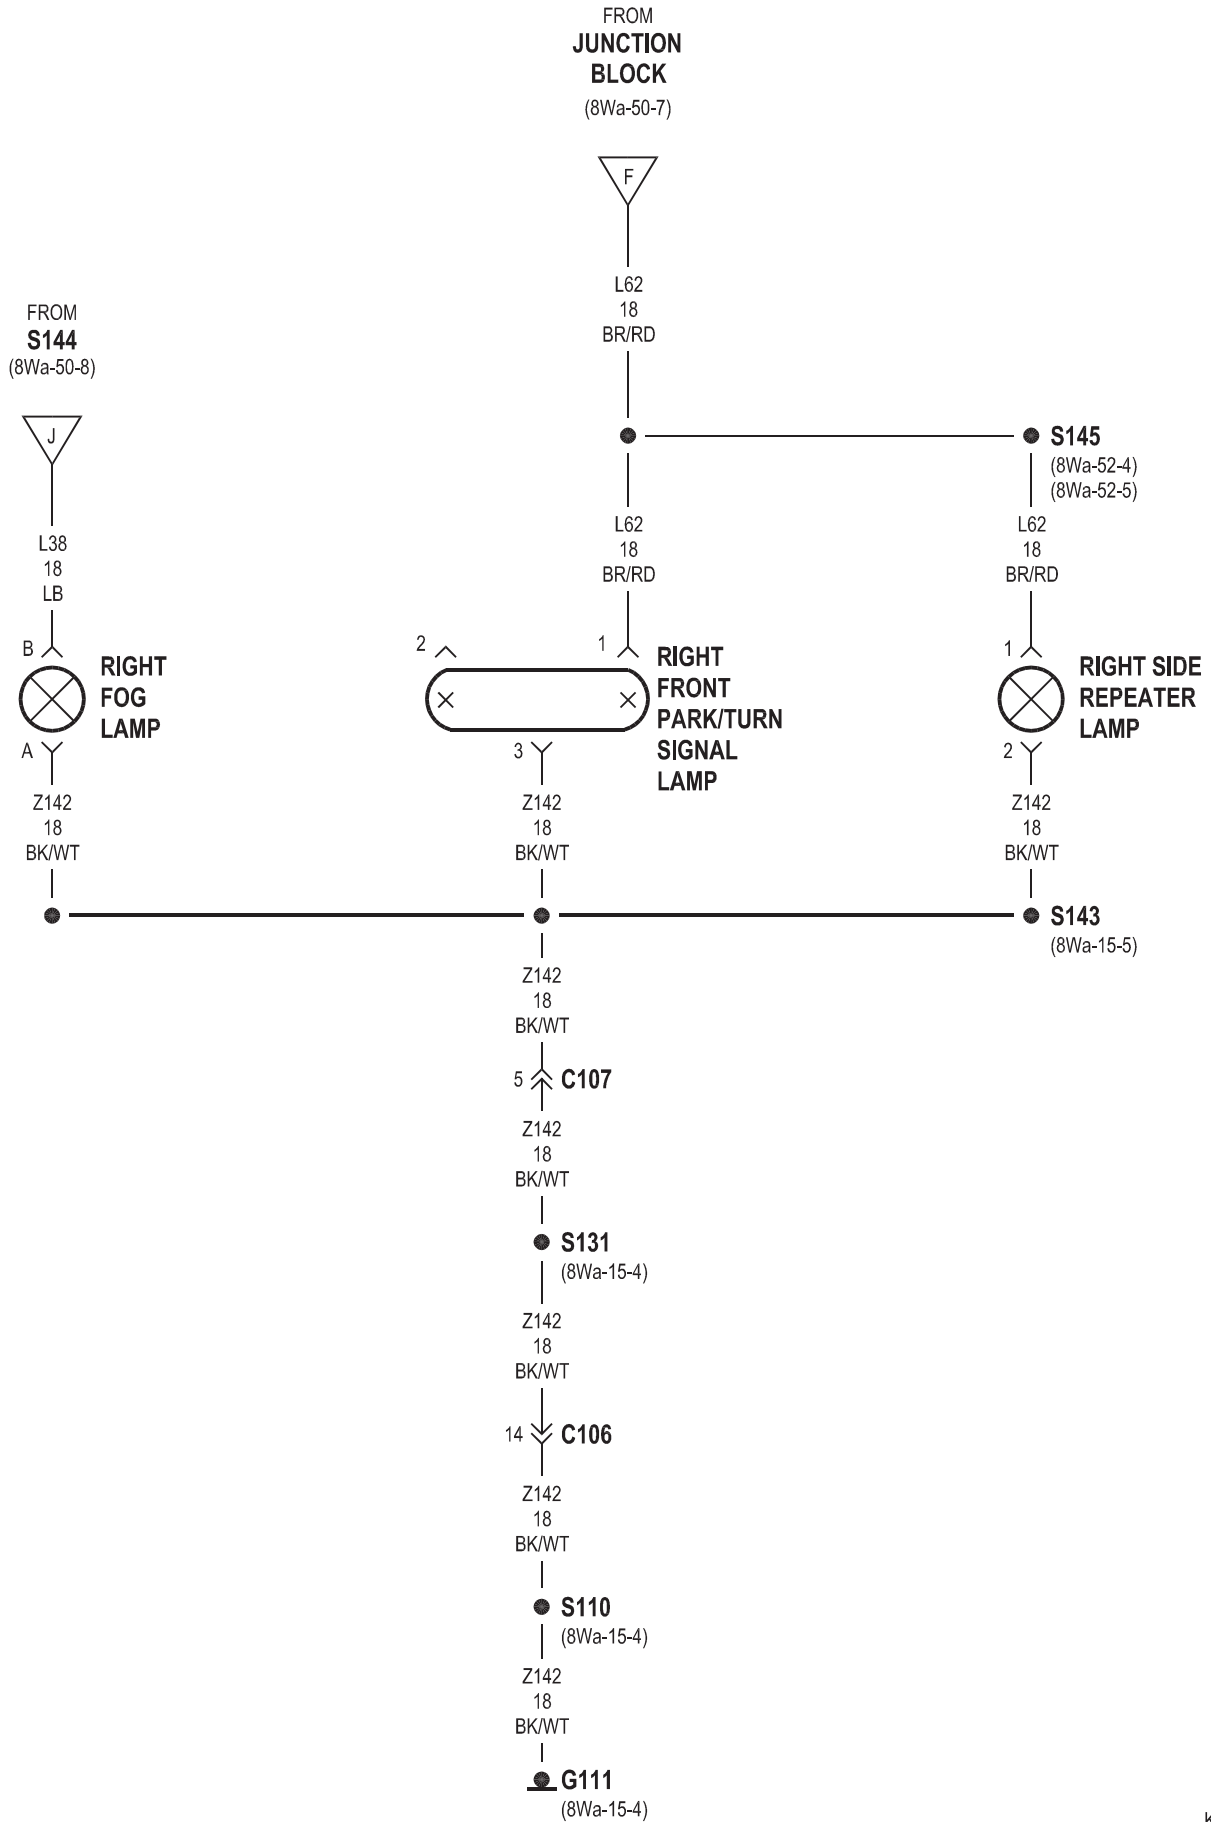 FROM
JUNCTION
BLOCK
(8Wa-50-7)
F
L62
18
BR/RD
FROM
S144
(8Wa-50-8)
J
L38
18
LB
S145
(8Wa-52-4)
(8Wa-52-5)
L62
18
BR/RD
L62
18
BR/RD
B
RIGHT
FOG
LAMP
A
2
1
RIGHT
FRONT
PARK/TURN
SIGNAL
LAMP
3
1
RIGHT SIDE
REPEATER
LAMP
2
Z142
18
BK/WT
Z142
18
BK/WT
Z142
18
BK/WT
S143
(8Wa-15-5)
Z142
18
BK/WT
5 C107
Z142
18
BK/WT
S131
(8Wa-15-4)
Z142
18
BK/WT
14 C106
Z142
18
BK/WT
S110
(8Wa-15-4)
Z142
18
BK/WT
G111
(8Wa-15-4)